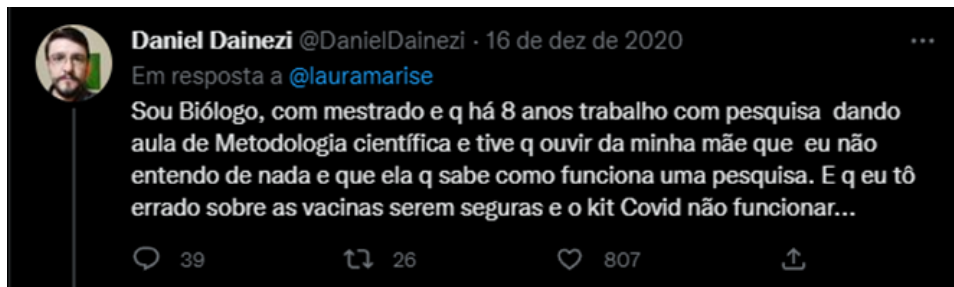 Daniel Dainezi @DanielDainezi · 16 de dez de 2020
Em resposta a @lauramarise
Sou Biólogo, com mestrado e q há 8 anos trabalho com pesquisa dando
aula de Metodologia científica e tive q ouvir da minha mãe que eu não
entendo de nada e que ela q sabe como funciona uma pesquisa. E q eu tô
errado sobre as vacinas serem seguras e o kit Covid não funcionar...
39 26 807